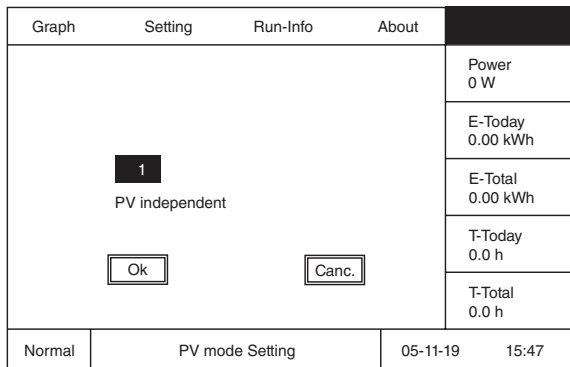 Graph Setting Run-Info About
Power
0 W
E-Today
0.00 kWh
1
E-Total
0.00 kWh
PV independent
T-Today
0.0 h
Ok Canc.
T-Total
0.0 h
Normal PV mode Setting 05-11-19 15:47